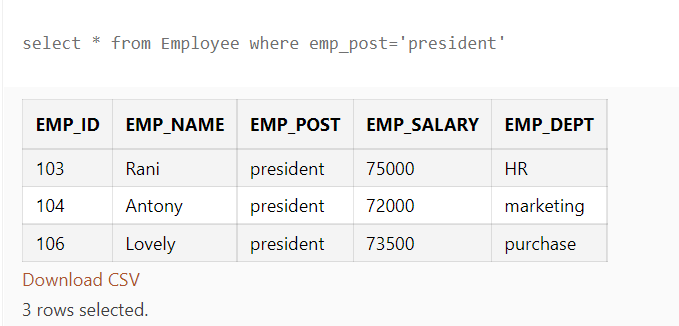 select * from Employee where emp_post='president'
EMP_ID EMP_NAME EMP_POST EMP_SALARY EMP_DEPT
103 Rani president 75000 HR
104 Antony president 72000 marketing
106 Lovely president 73500 purchase
Download CSV
3 rows selected.